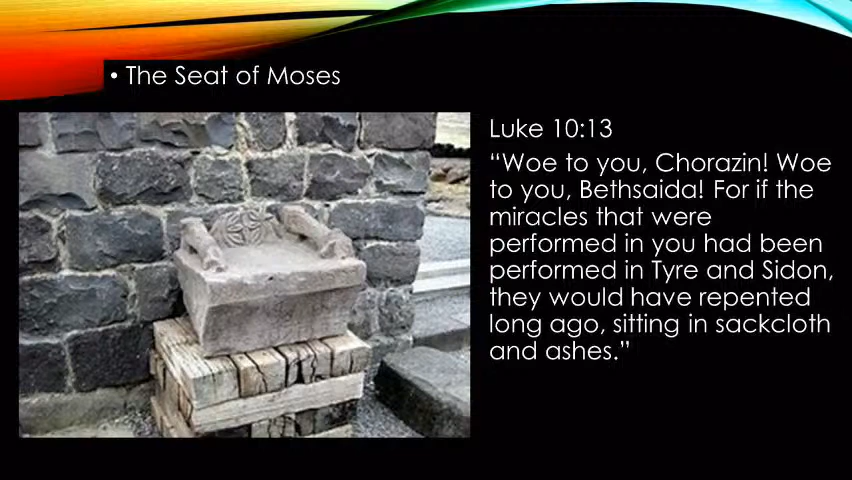 • The Seat of Moses
Luke 10:13
“Woe to you, Chorazin! Woe
to you, Bethsaida! For if the
miracles that were
performed in you had been
performed in Tyre and Sidon,
they would have repented
long ago, sitting in sackcloth
and ashes.”